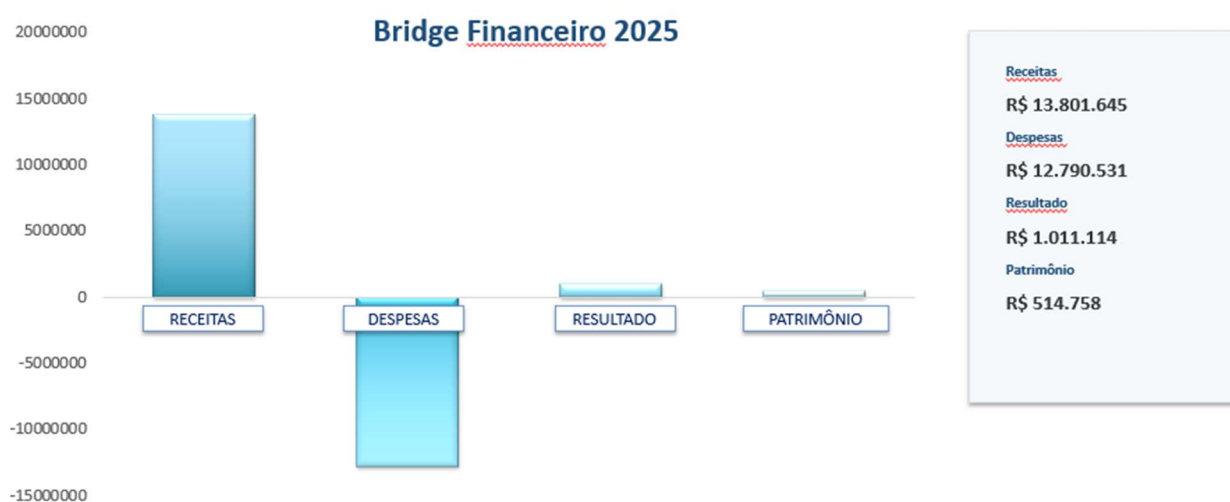 Bridge Financeiro 2025
20000000
15000000
10000000
5000000
0
-5000000
-10000000
-15000000
RECEITAS
DESPESAS
RESULTADO
PATRIMÔNIO
Receitas
R$ 13.801.645
Despesas
R$ 12.790.531
Resultado
R$ 1.011.114
Patrimônio
R$ 514.758